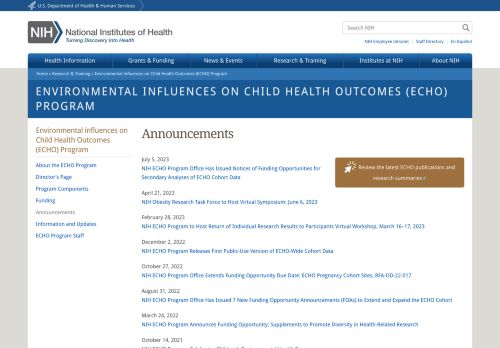 U.S. Department of Health & Human Services
NIH National Institutes of Health
Turning Discovery Into Health
Search NIH
NIH Employee Intranet | Staff Directory | En Español
Health Information
Grants & Funding
News & Events
Research & Training
Institutes at NIH
About NIH
Home » Research & Training » Environmental influences on Child Health Outcomes (ECHO) Program
ENVIRONMENTAL INFLUENCES ON CHILD HEALTH OUTCOMES (ECHO)
PROGRAM
Environmental influences on
Child Health Outcomes
(ECHO) Program
About the ECHO Program
Director's Page
Program Components
Funding
Announcements
Information and Updates
ECHO Program Staff
Announcements
July 5, 2023
NIH ECHO Program Office Has Issued Notices of Funding Opportunities for
Secondary Analyses of ECHO Cohort Data
Review the latest ECHO publications and
research summaries
April 21, 2023
NIH Obesity Research Task Force to Host Virtual Symposium: June 6, 2023
February 28, 2023
NIH ECHO Program to Host Return of Individual Research Results to Participants Virtual Workshop, March 16–17, 2023
December 2, 2022
NIH ECHO Program Releases First Public-Use Version of ECHO-Wide Cohort Data
October 27, 2022
NIH ECHO Program Office Extends Funding Opportunity Due Date: ECHO Pregnancy Cohort Sites, RFA-OD-22-017
August 31, 2022
NIH ECHO Program Office Has Issued 7 New Funding Opportunity Announcements (FOAs) to Extend and Expand the ECHO Cohort
March 24, 2022
NIH ECHO Program Announces Funding Opportunity; Supplements to Promote Diversity in Health-Related Research
October 14, 2021